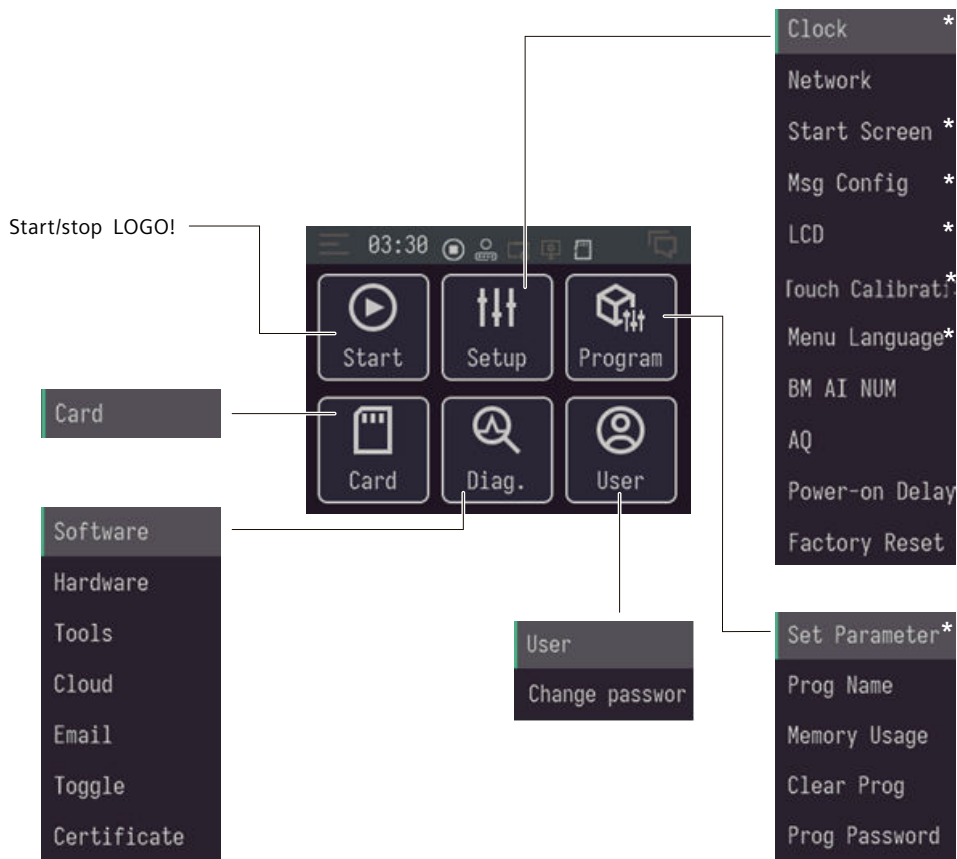 Clock *
Network
Start Screen *
Msg Config *
LCD *
Touch Calibrati*
Menu Language*
BM AI NUM
AQ
Power-on Delay
Factory Reset
Start/stop LOGO!
03:30
Start
Setup
Program
Card
Diag.
User
Card
Software
Hardware
Tools
Cloud
Email
Toggle
Certificate
User
Change passwor
Set Parameter*
Prog Name
Memory Usage
Clear Prog
Prog Password